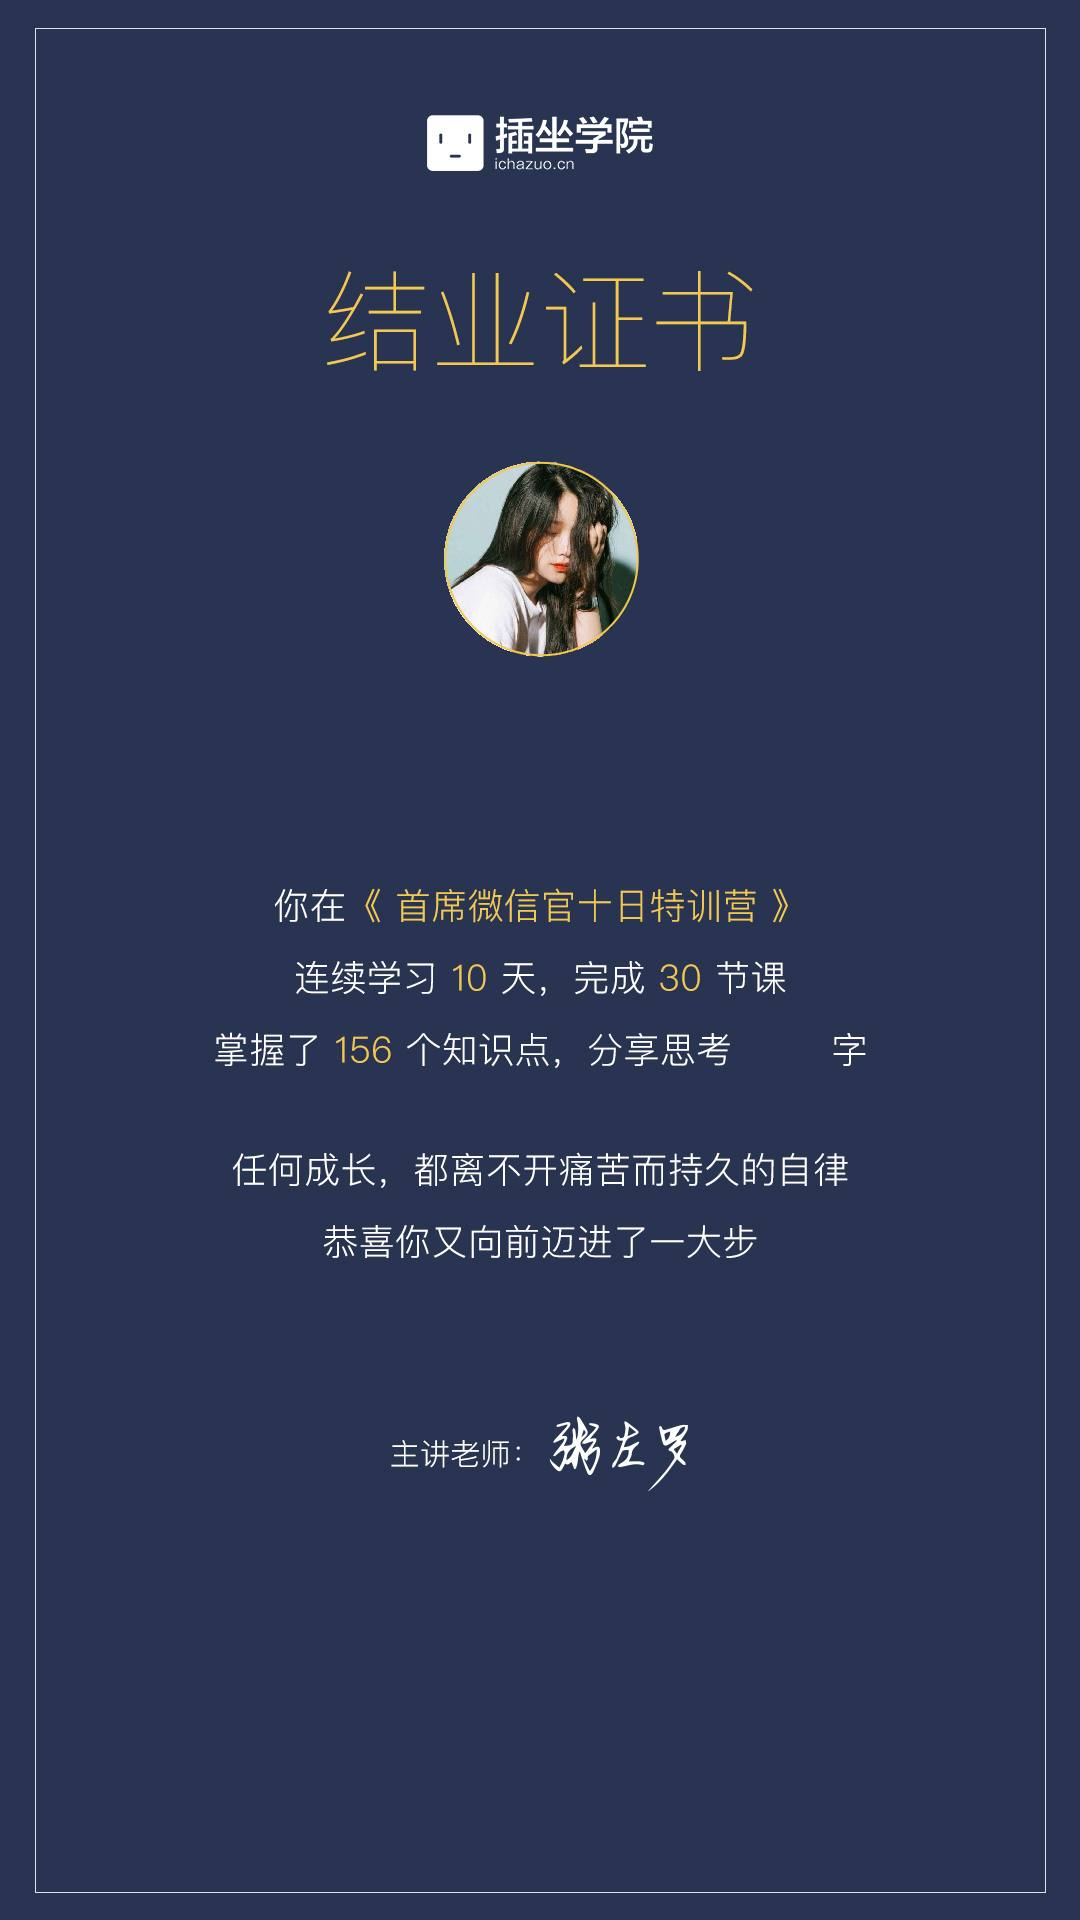 插坐学院
ichazuo.cn
结业证书
你在《 首席微信官十日特训营 》
连续学习 10 天，完成 30 节课
掌握了 156 个知识点，分享思考 字
任何成长，都离不开痛苦而持久的自律
恭喜你又向前迈进了一大步
主讲老师：粥左罗